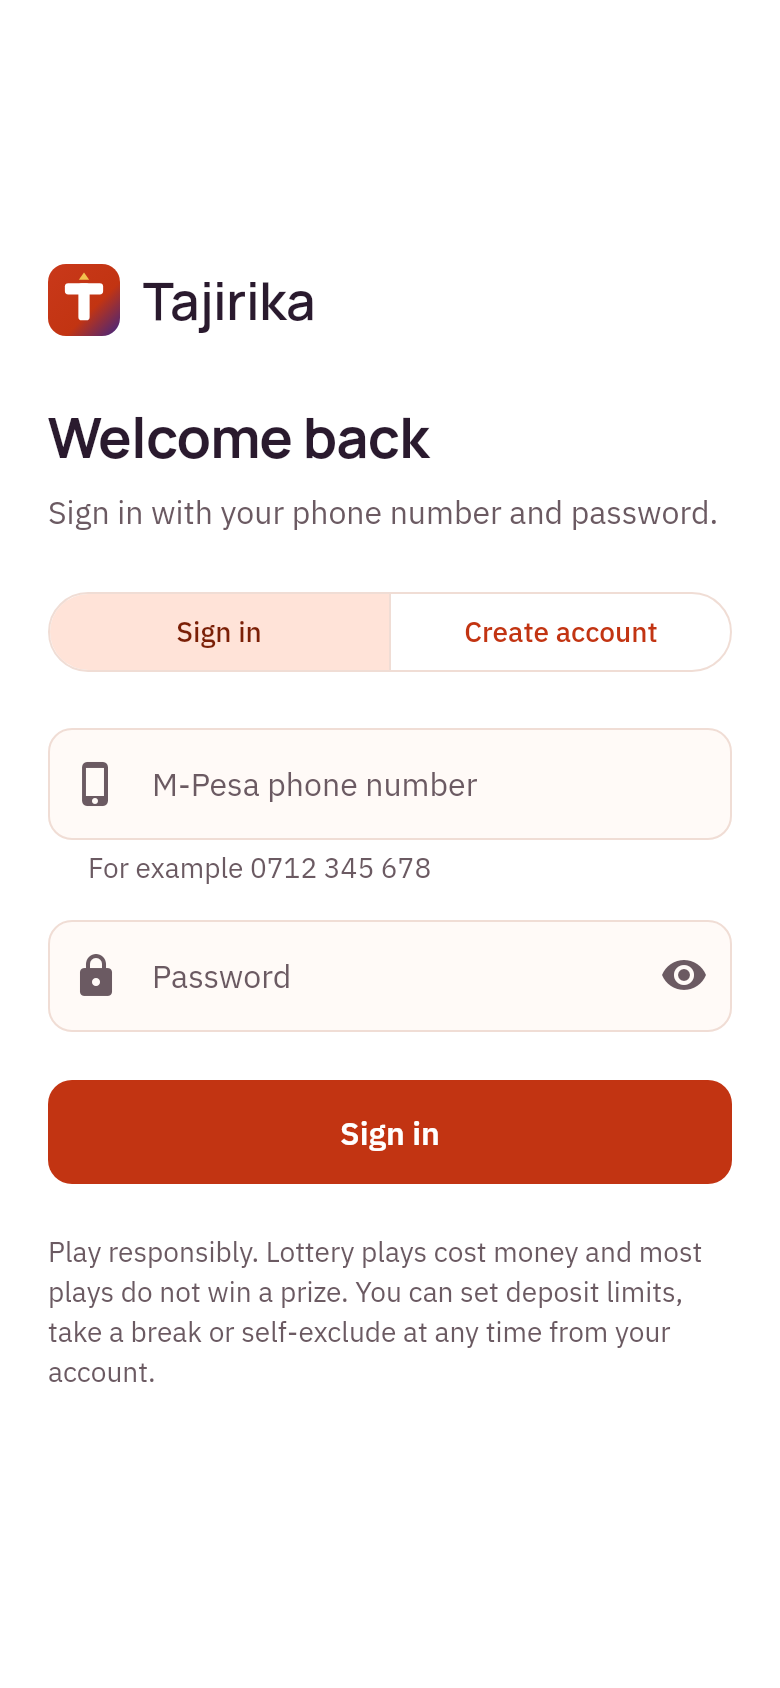 Tajirika
Welcome back
Sign in with your phone number and password.
Sign in
Create account
M-Pesa phone number
For example 0712 345 678
Password
Sign in
Play responsibly. Lottery plays cost money and most
plays do not win a prize. You can set deposit limits,
take a break or self-exclude at any time from your
account.